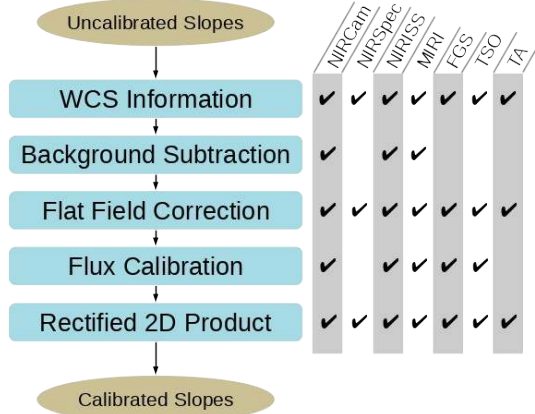 Uncalibrated Slopes
NIRCam
NIRSpec
NIRISS
MIRI
FGS
TSO
TA
WCS Information ✔ ✔ ✔ ✔ ✔ ✔ ✔
Background Subtraction ✔ ✔ ✔
Flat Field Correction ✔ ✔ ✔ ✔ ✔ ✔ ✔
Flux Calibration ✔ ✔ ✔ ✔ ✔
Rectified 2D Product ✔ ✔ ✔ ✔ ✔ ✔ ✔
Calibrated Slopes